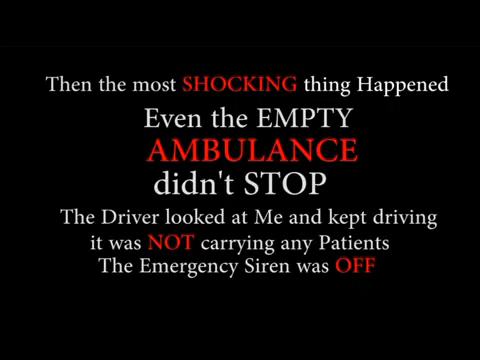 Then the most SHOCKING thing Happened
Even the EMPTY
AMBULANCE
didn't STOP
The Driver looked at Me and kept driving
it was NOT carrying any Patients
The Emergency Siren was OFF